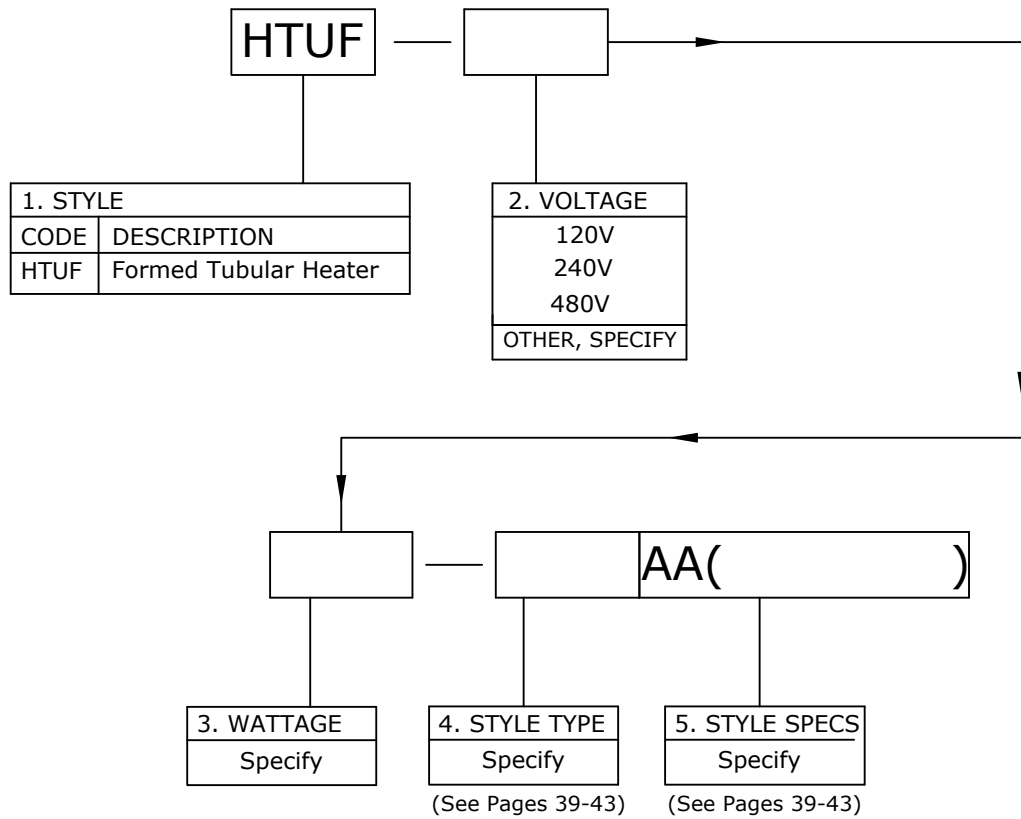 HTUF
1. STYLE
CODE DESCRIPTION
HTUF Formed Tubular Heater
2. VOLTAGE
120V
240V
480V
OTHER, SPECIFY
AA( )
3. WATTAGE
Specify
4. STYLE TYPE
Specify
(See Pages 39-43)
5. STYLE SPECS
Specify
(See Pages 39-43)